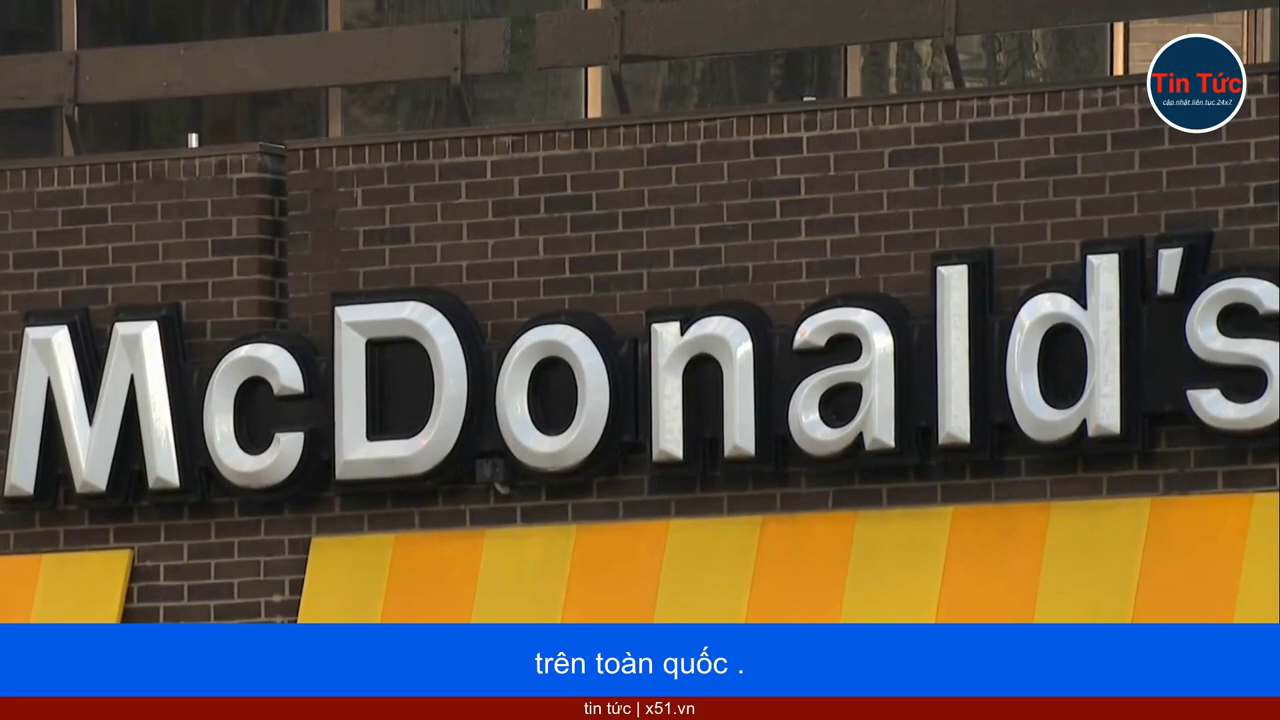 Tin Tức
cập nhật liên tục 24x7
McDonald's
trên toàn quốc .
tin tức | x51.vn